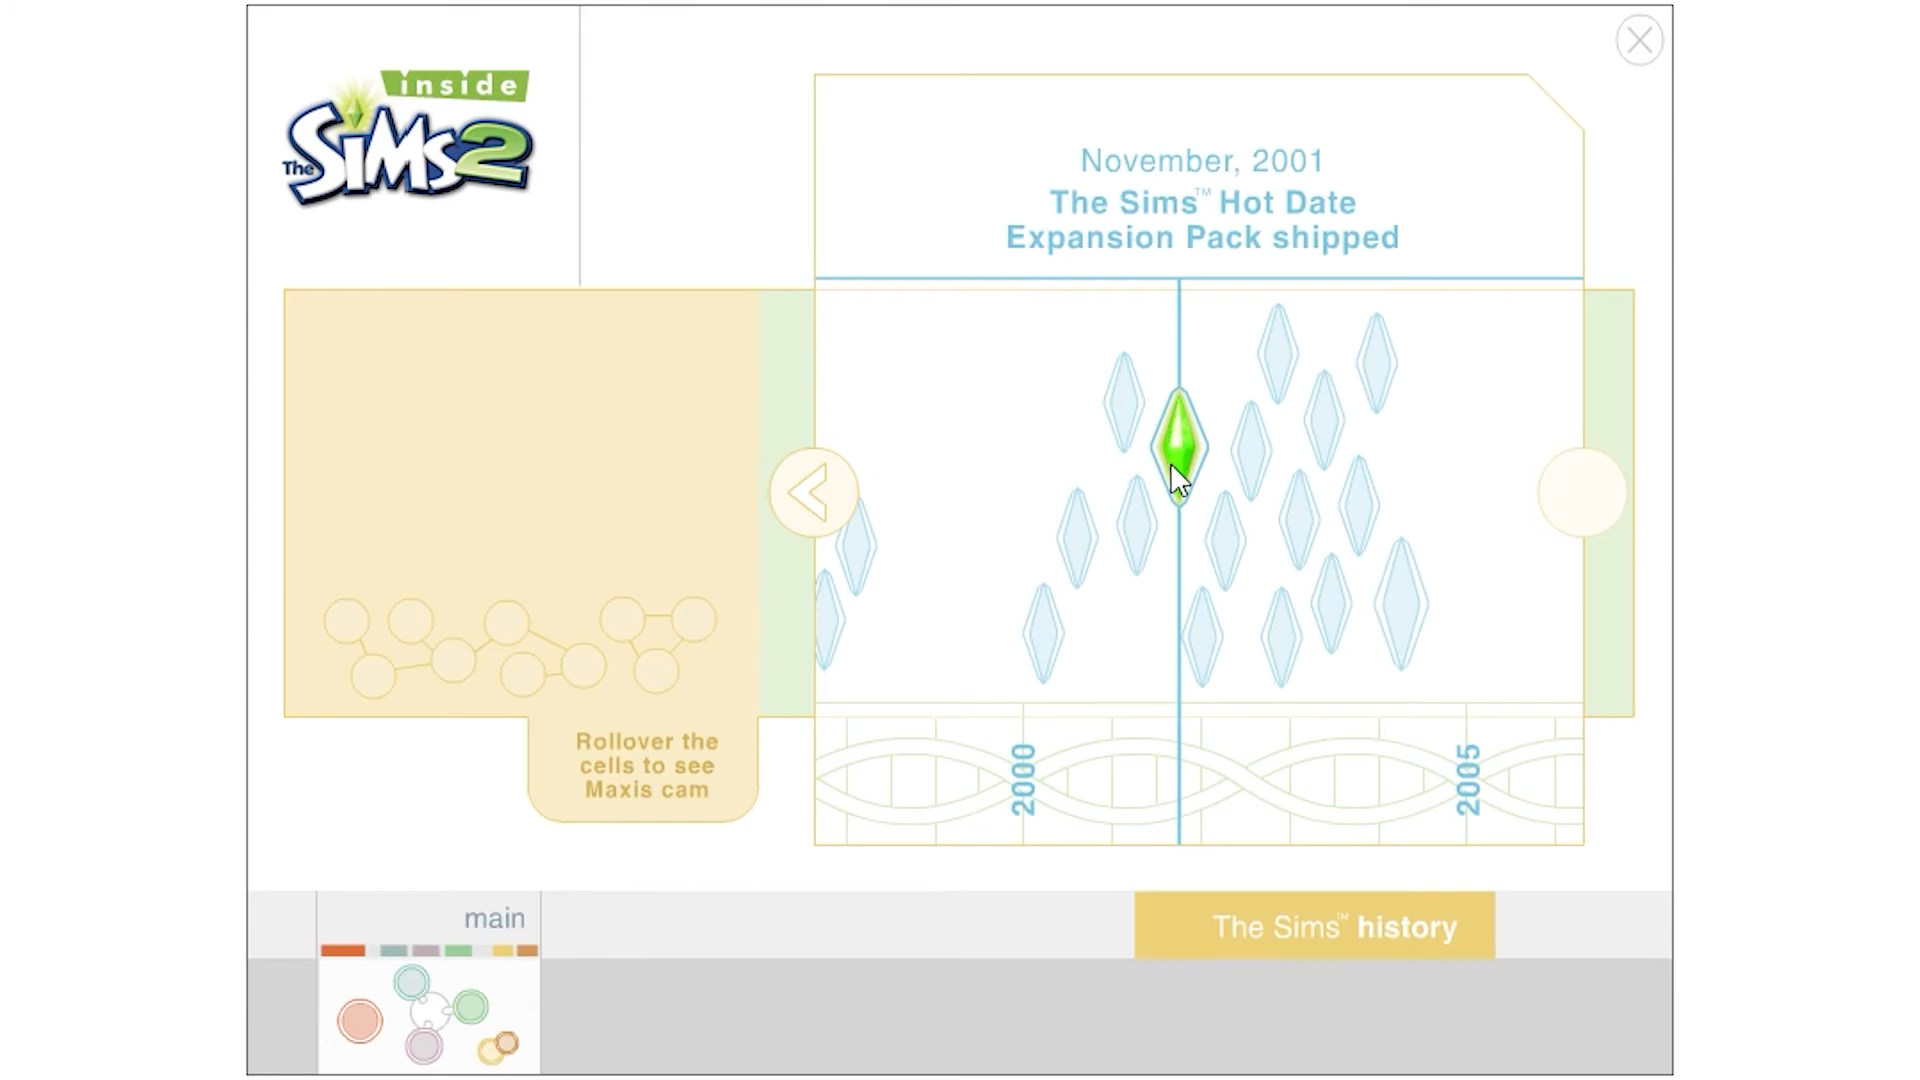 inside
The Sims 2
November, 2001
The Sims™ Hot Date
Expansion Pack shipped
Rollover the
cells to see
Maxis cam
2000
2005
main
The Sims™ history